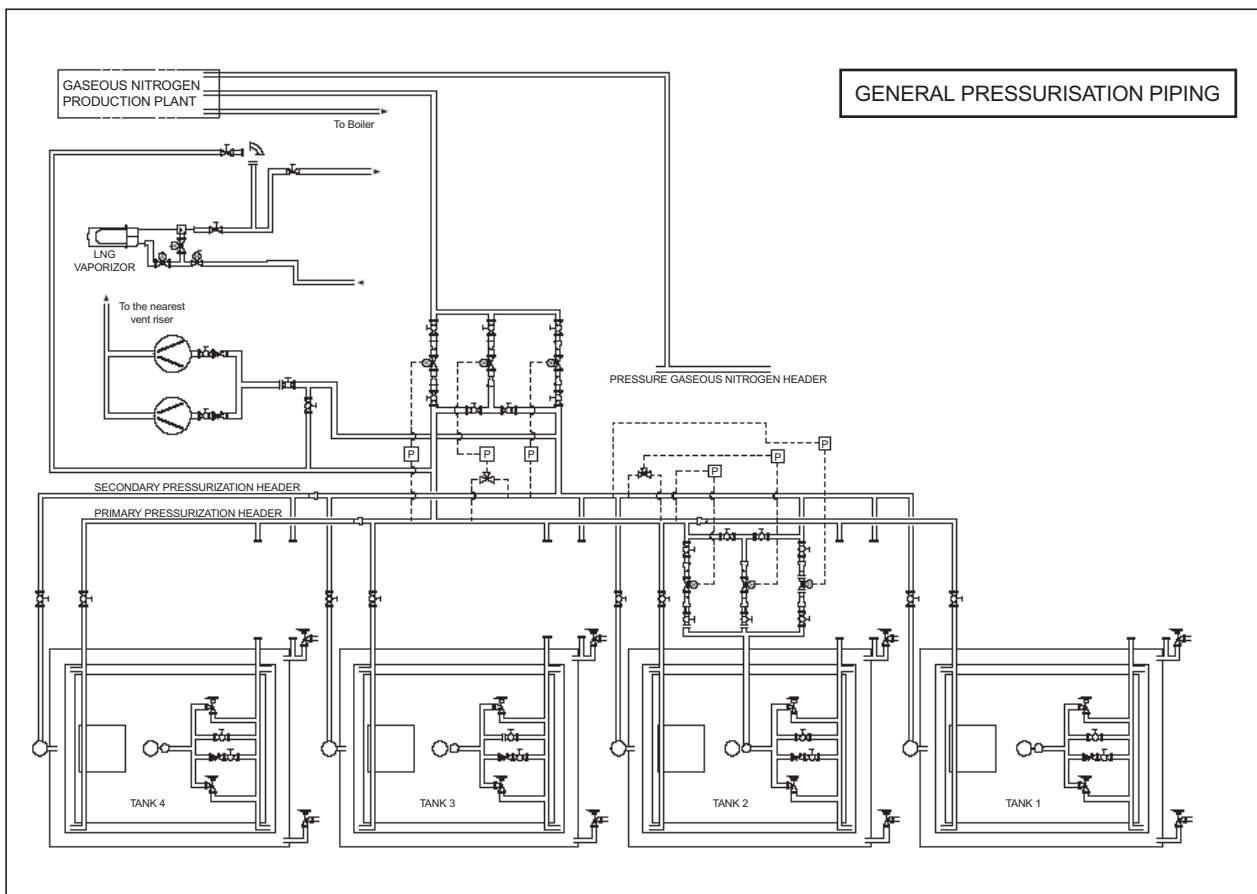 GASEOUS NITROGEN
PRODUCTION PLANT
GENERAL PRESSURISATION PIPING
To Boiler
LNG
VAPORIZOR
To the nearest
vent riser
PRESSURE GASEOUS NITROGEN HEADER
P
P
P
P
P
P
SECONDARY PRESSURIZATION HEADER
PRIMARY PRESSURIZATION HEADER
TANK 4
TANK 3
TANK 2
TANK 1